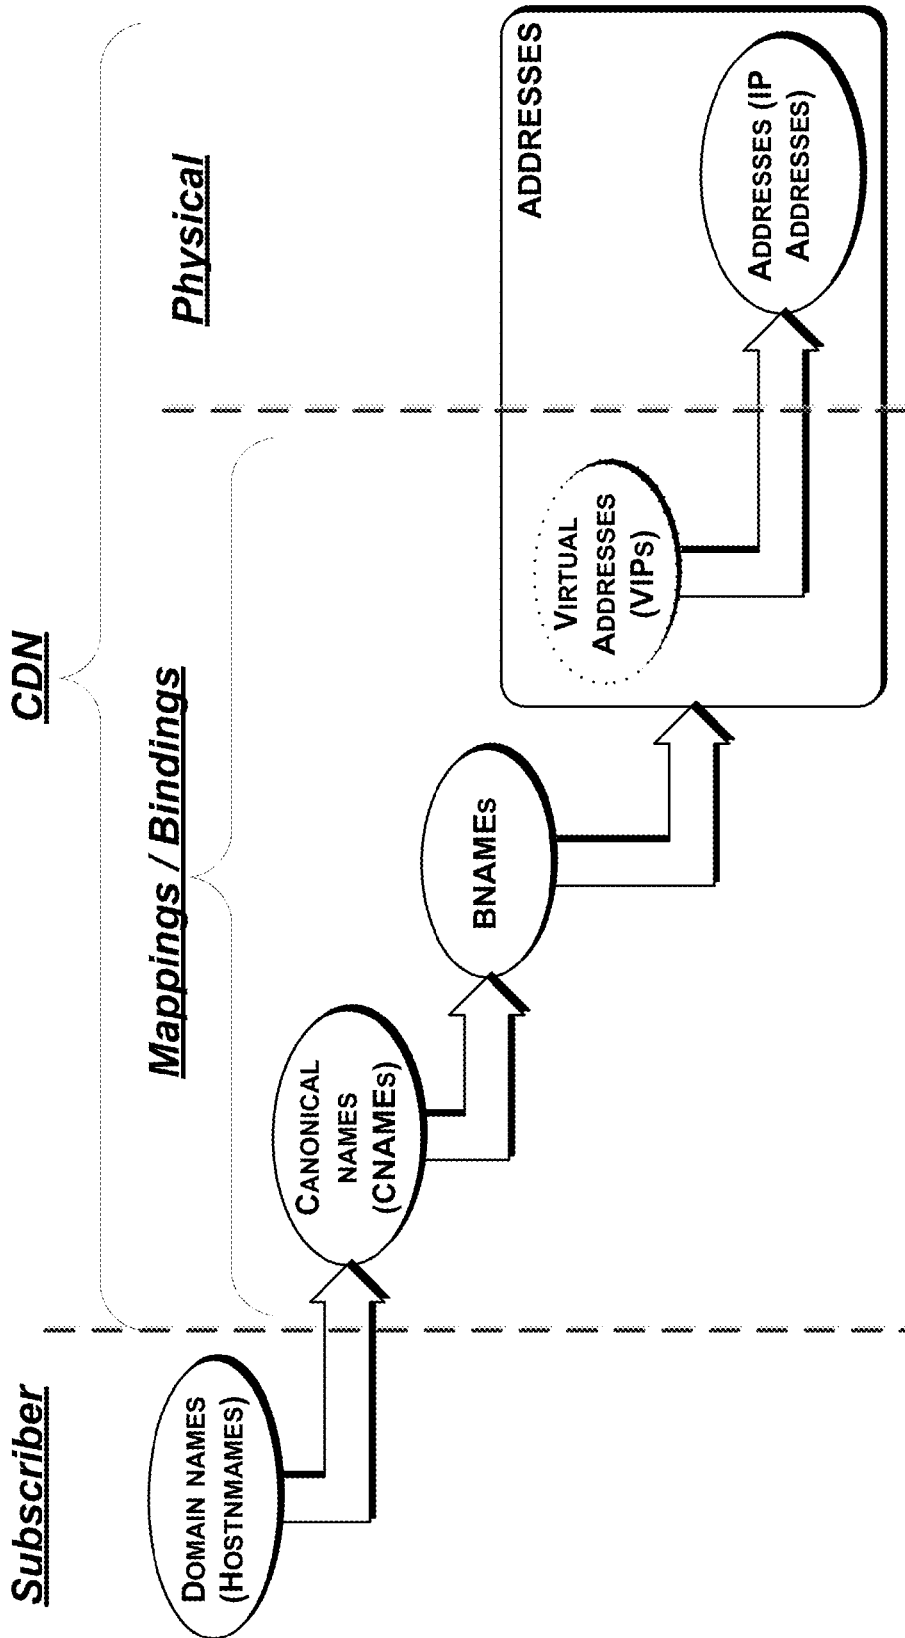 Subscriber
CDN
Mappings / Bindings
Physical
DOMAIN NAMES
(HOSTNMAMES)
CANONICAL
NAMES
(CNAMES)
BNAMES
ADDRESSES
VIRTUAL
ADDRESSES
(VIPS)
ADDRESSES (IP
ADDRESSES)